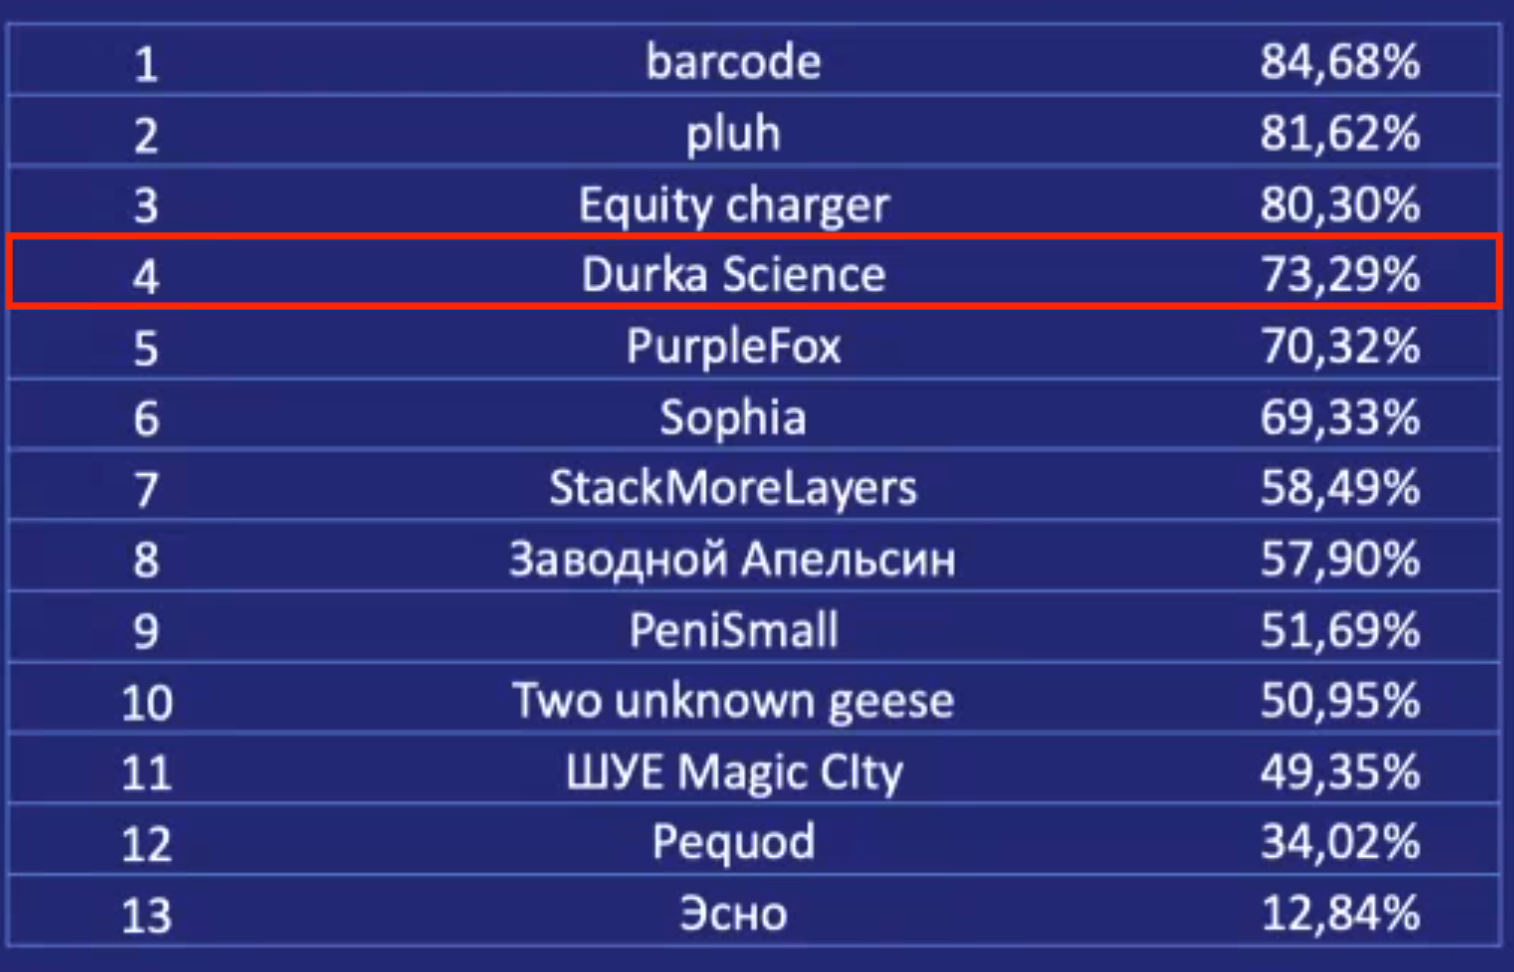 1 barcode 84,68%
2 pluh 81,62%
3 Equity charger 80,30%
4 Durka Science 73,29%
5 PurpleFox 70,32%
6 Sophia 69,33%
7 StackMoreLayers 58,49%
8 Заводной Апельсин 57,90%
9 PeniSmall 51,69%
10 Two unknown geese 50,95%
11 ШУЕ Magic CIty 49,35%
12 Pequod 34,02%
13 Эсно 12,84%